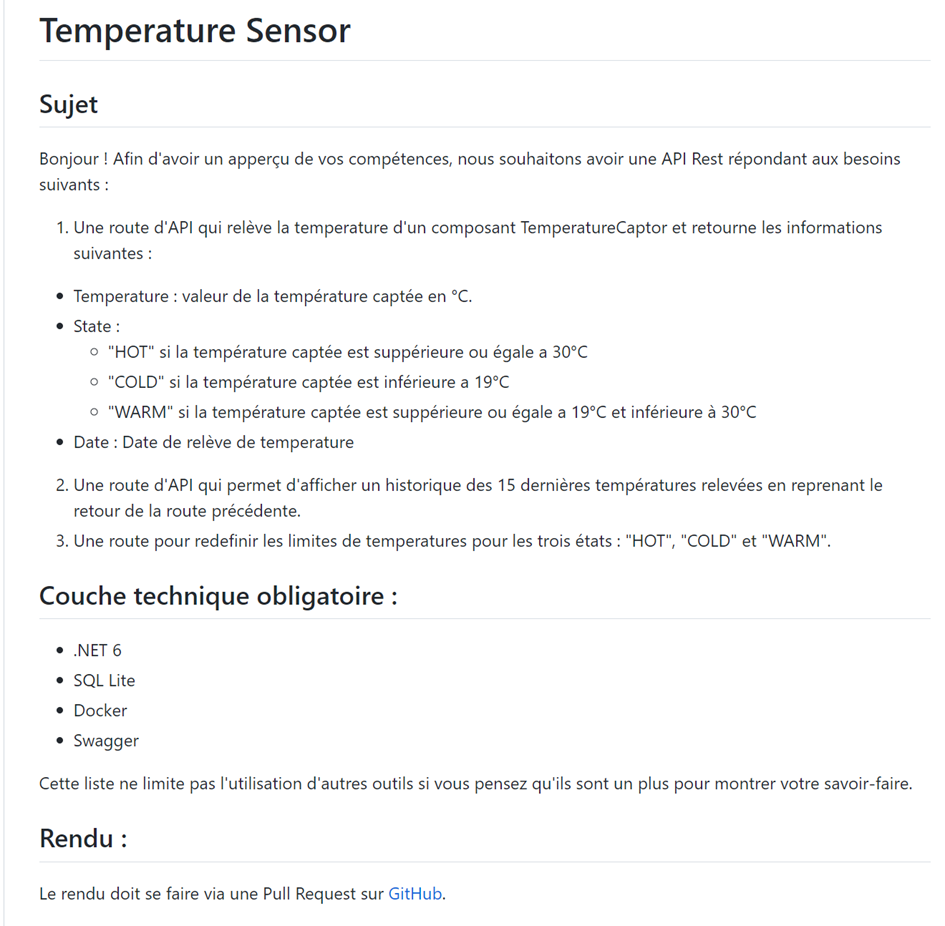 Temperature Sensor
Sujet
Bonjour ! Afin d'avoir un apperçu de vos compétences, nous souhaitons avoir une API Rest répondant aux besoins
suivants :
1. Une route d'API qui relève la temperature d'un composant TemperatureCaptor et retourne les informations
suivantes :
• Temperature : valeur de la température captée en °C.
• State :
○ "HOT" si la température captée est suppérieure ou égale a 30°C
○ "COLD" si la température captée est inférieure a 19°C
○ "WARM" si la température captée est suppérieure ou égale a 19°C et inférieure à 30°C
• Date : Date de relève de temperature
2. Une route d'API qui permet d'afficher un historique des 15 dernières températures relevées en reprenant le
retour de la route précédente.
3. Une route pour redefinir les limites de temperatures pour les trois états : "HOT", "COLD" et "WARM".
Couche technique obligatoire :
• .NET 6
• SQL Lite
• Docker
• Swagger
Cette liste ne limite pas l'utilisation d'autres outils si vous pensez qu'ils sont un plus pour montrer votre savoir-faire.
Rendu :
Le rendu doit se faire via une Pull Request sur GitHub.